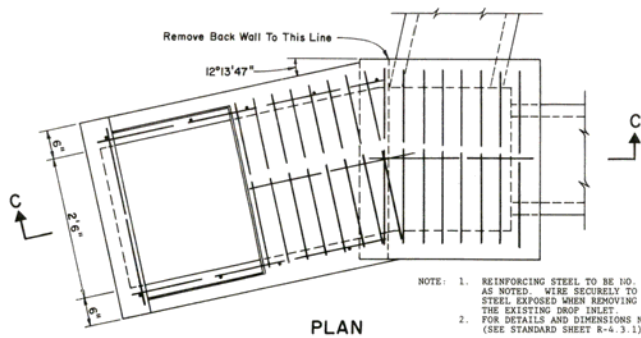 Remove Back Wall To This Line
12°13'47"
6"
C
C
2'6"
6"
PLAN
NOTE: 1. REINFORCING STEEL TO BE NO.
AS NOTED. WIRE SECURELY TO
STEEL EXPOSED WHEN REMOVING
THE EXISTING DROP INLET.
2. FOR DETAILS AND DIMENSIONS N
(SEE STANDARD SHEET R-4.3.1)